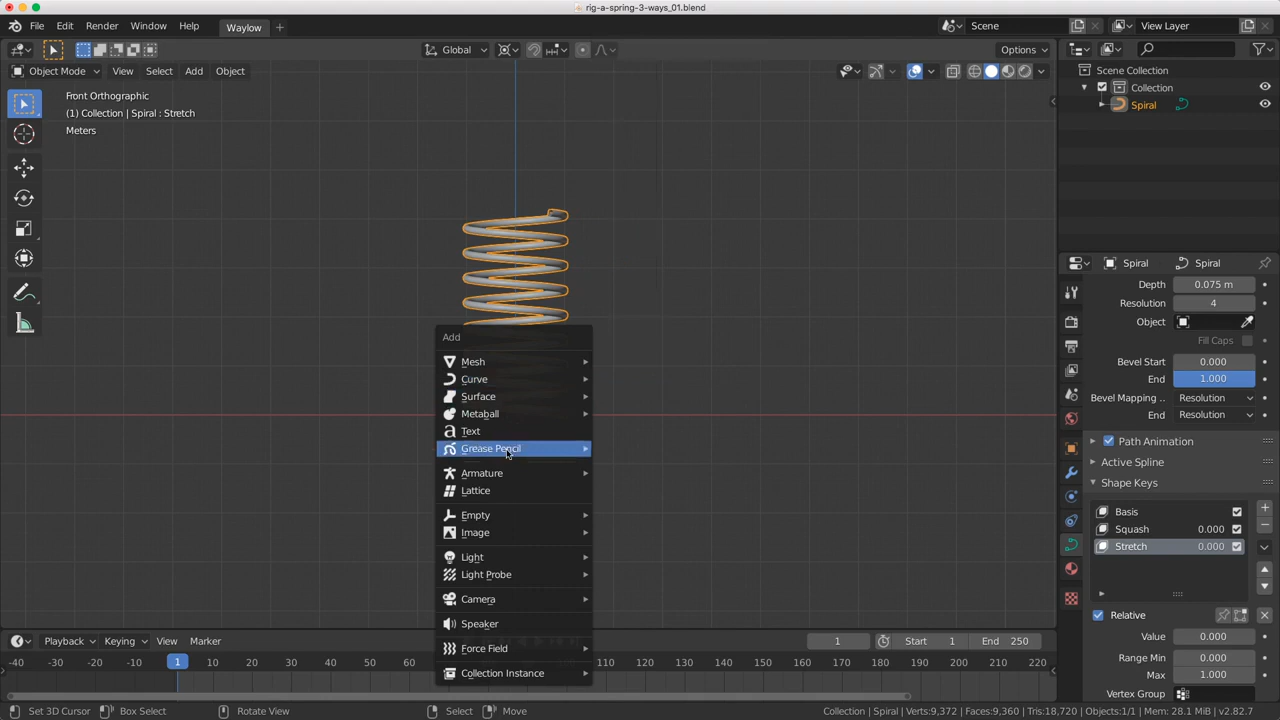 rig-a-spring-3-ways_01.blend
File Edit Render Window Help Waylow Scene View Layer
Global Options
Object Mode View Select Add Object
Front Orthographic
(1) Collection | Spiral : Stretch
Meters
Add
Mesh
Curve
Surface
Metaball
Text
Grease Pencil
Armature
Lattice
Empty
Image
Light
Light Probe
Camera
Speaker
Force Field
Collection Instance
Scene Collection
Collection
Spiral
Spiral Spiral
Depth 0.075 m
Resolution 4
Object
Fill Caps
Bevel Start 0.000
End 1.000
Bevel Mapping .. Resolution
End Resolution
Path Animation
Active Spline
Shape Keys
Basis
Squash 0.000
Stretch 0.000
Relative
Value 0.000
Range Min 0.000
Max 1.000
Vertex Group
Playback Keying View Marker 1 Start 1 End 250
-40 -30 -20 -10 1 10 20 30 40 50 60 110 120 130 140 150 160 170 180 190 200 210 220
Set 3D Cursor Box Select Rotate View Select Move Collection | Spiral | Verts:9,372 | Faces:9,360 | Tris:18,720 | Objects:1/1 | Mem: 28.1 MiB | v2.82.7